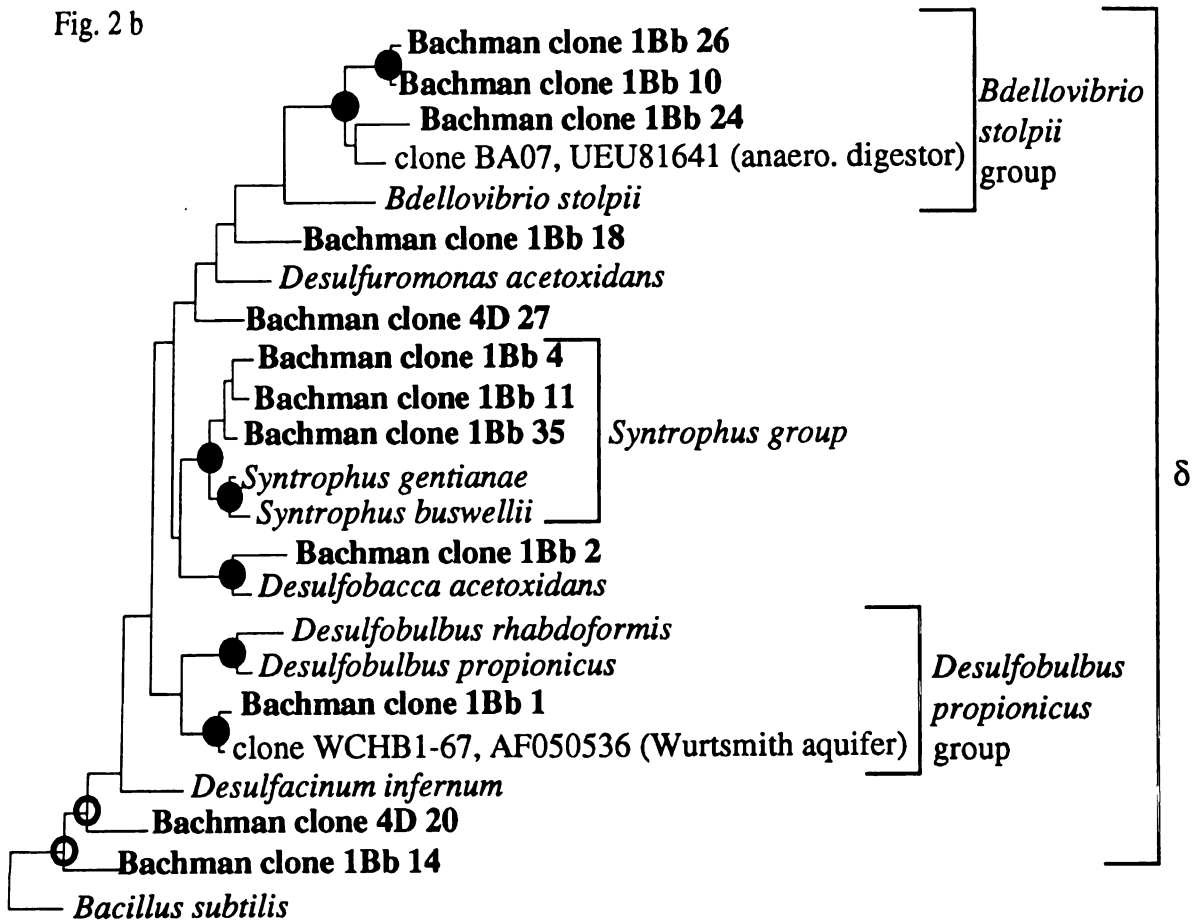 Fig. 2 b
Bachman clone 1Bb 26
Bachman clone 1Bb 10
Bachman clone 1Bb 24
clone BA07, UEU81641 (anaero. digestor)
Bdellovibrio stolpii
Bdellovibrio
stolpii
group
Bachman clone 1Bb 18
Desulfuromonas acetoxidans
Bachman clone 4D 27
Bachman clone 1Bb 4
Bachman clone 1Bb 11
Bachman clone 1Bb 35
Syntrophus group
Syntrophus gentianae
Syntrophus buswellii
δ
Bachman clone 1Bb 2
Desulfobacca acetoxidans
Desulfobulbus rhabdoformis
Desulfobulbus propionicus
Bachman clone 1Bb 1
clone WCHB1-67, AF050536 (Wurtsmith aquifer)
Desulfobulbus
propionicus
group
Desulfacinum infernum
Bachman clone 4D 20
Bachman clone 1Bb 14
Bacillus subtilis